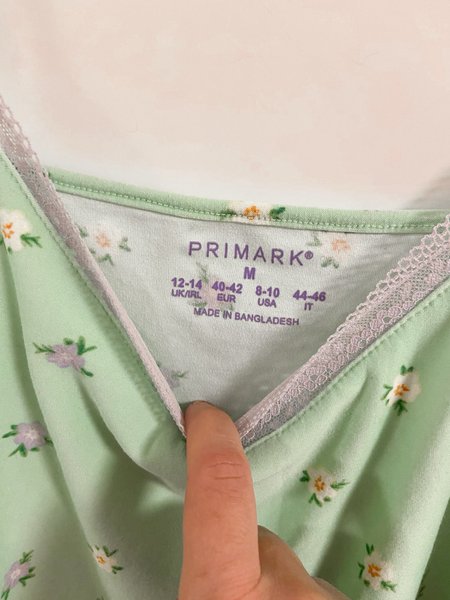 PRIMARK®
M
12-14 40-42 8-10 44-46
UK/IRL EUR USA IT
MADE IN BANGLADESH